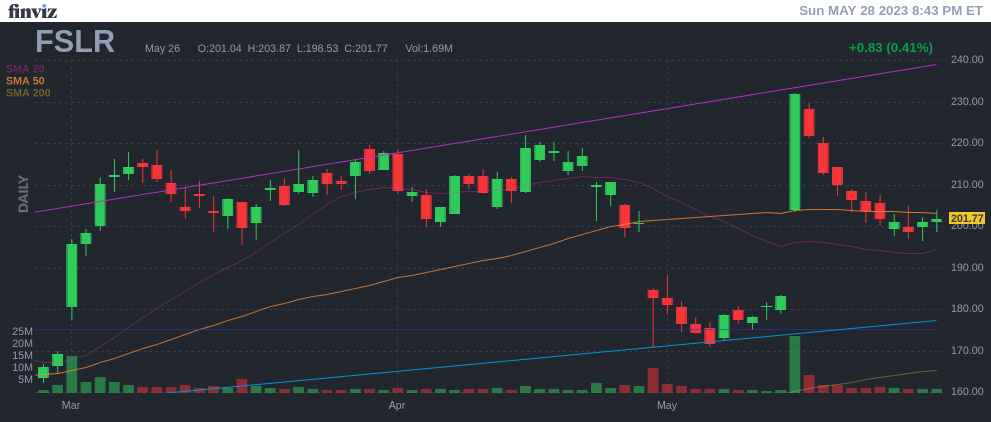 finviz
Sun MAY 28 2023 8:43 PM ET
FSLR May 26 O:201.04 H:203.87 L:198.53 C:201.77 Vol:1.69M +0.83 (0.41%)
SMA 20
SMA 50
SMA 200
DAILY
240.00
230.00
220.00
210.00
201.77
200.00
190.00
180.00
170.00
160.00
25M
20M
15M
10M
5M
Mar Apr May